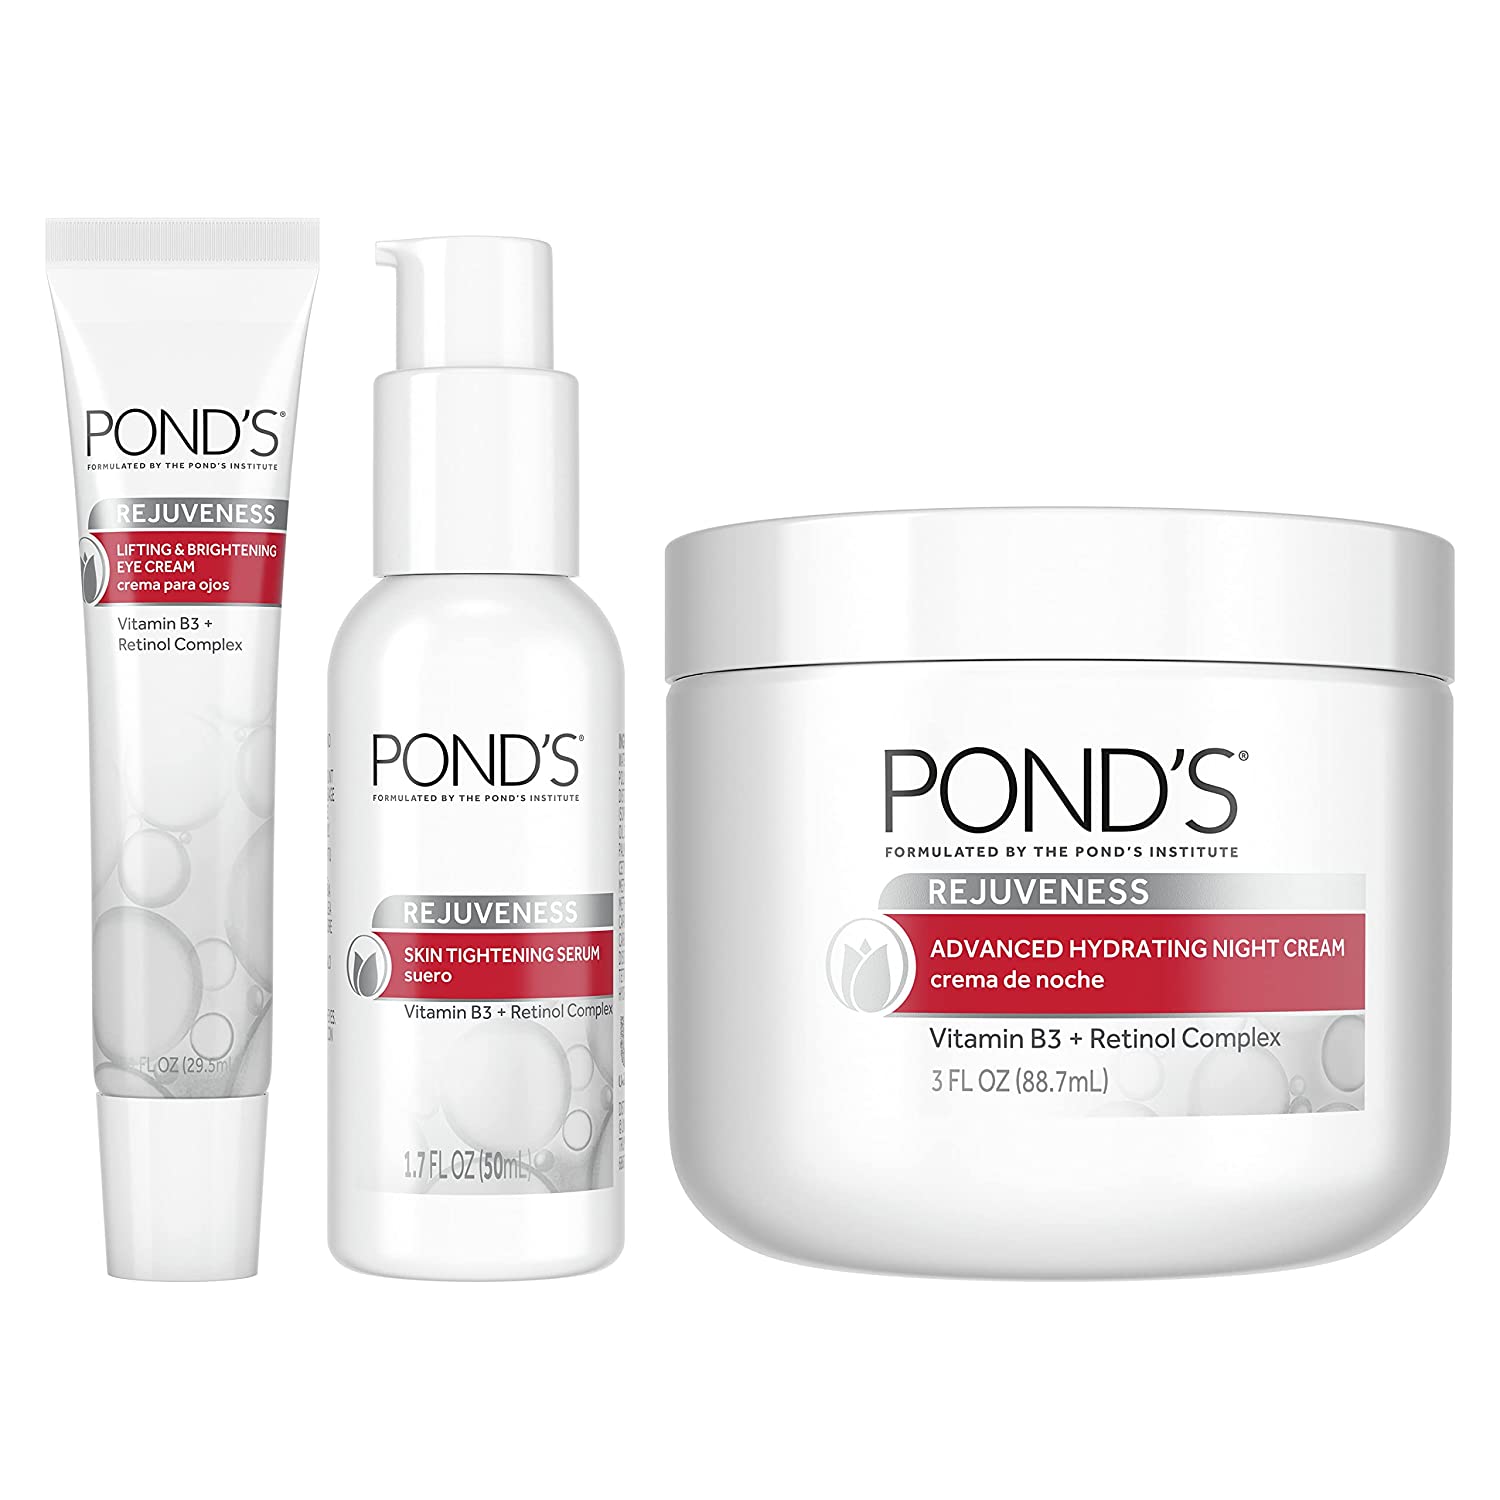 POND'S®
FORMULATED BY THE POND'S INSTITUTE
REJUVENESS
LIFTING & BRIGHTENING
EYE CREAM
crema para ojos
Vitamin B3 +
Retinol Complex
FL OZ (29.5mL
POND'S®
FORMULATED BY THE POND'S INSTITUTE
REJUVENESS
SKIN TIGHTENING SERUM
suero
Vitamin B3 + Retinol Complex
1.7 FL OZ (50mL)
POND'S®
FORMULATED BY THE POND'S INSTITUTE
REJUVENESS
ADVANCED HYDRATING NIGHT CREAM
crema de noche
Vitamin B3 + Retinol Complex
3 FL OZ (88.7mL)